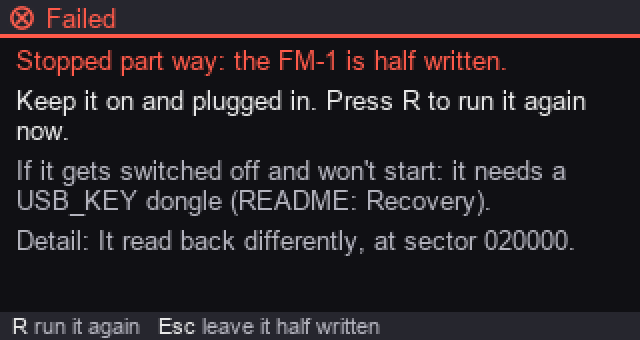 Failed
Stopped part way: the FM-1 is half written.
Keep it on and plugged in. Press R to run it again
now.
If it gets switched off and won't start: it needs a
USB_KEY dongle (README: Recovery).
Detail: It read back differently, at sector 020000.
R run it again Esc leave it half written